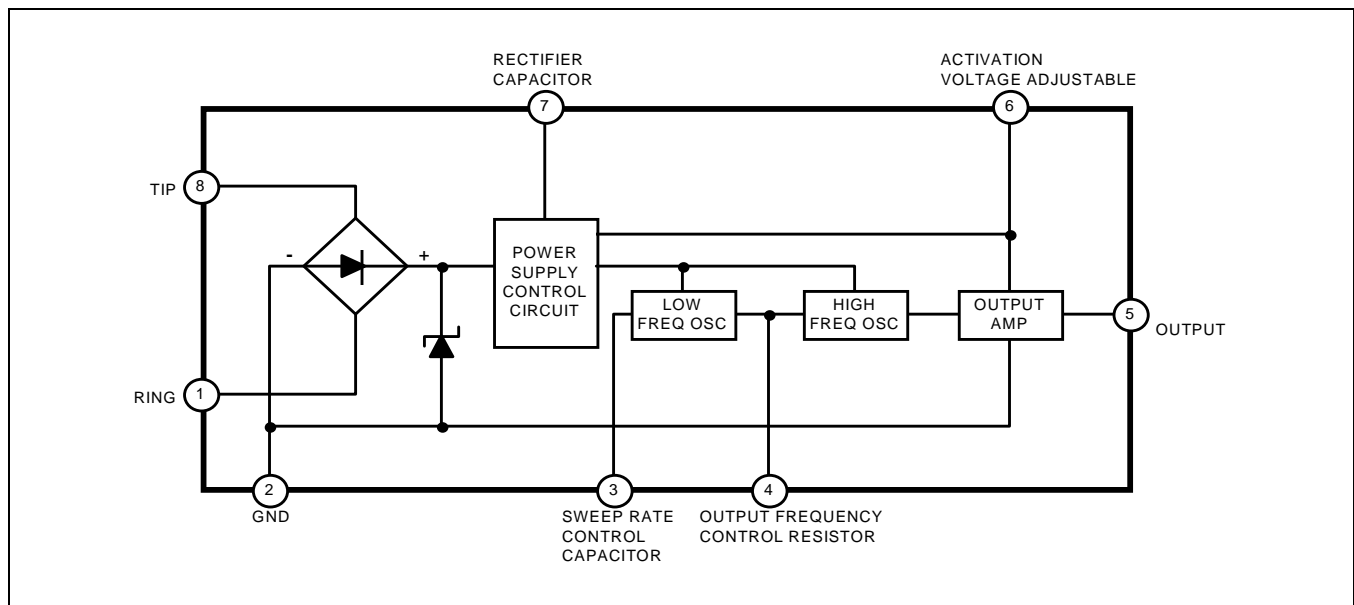 RECTIFIER
CAPACITOR
ACTIVATION
VOLTAGE ADJUSTABLE
7
6
TIP
8
-
+
POWER
SUPPLY
CONTROL
CIRCUIT
LOW
FREQ OSC
HIGH
FREQ OSC
OUTPUT
AMP
5
OUTPUT
RING
1
2
3
4
GND
SWEEP RATE
CONTROL
CAPACITOR
OUTPUT FREQUENCY
CONTROL RESISTOR